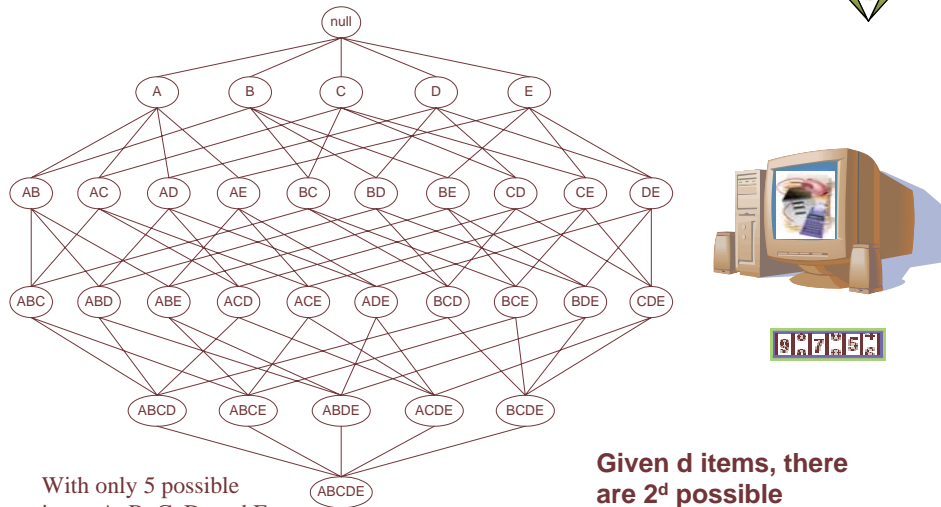 null
A B C D E
AB AC AD AE BC BD BE CD CE DE
ABC ABD ABE ACD ACE ADE BCD BCE BDE CDE
ABCD ABCE ABDE ACDE BCDE
ABCDE
With only 5 possible
Given d items, there
are 2ᵈ possible